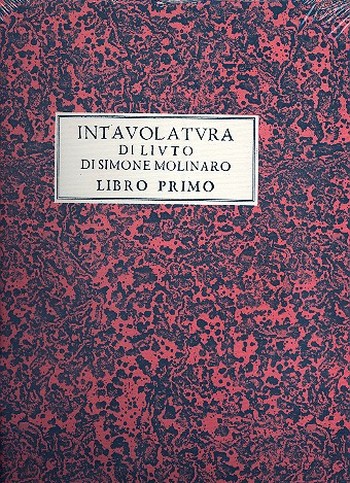 INTAVOLATVRA
DI LIVTO
DI SIMONE MOLINARO
LIBRO PRIMO